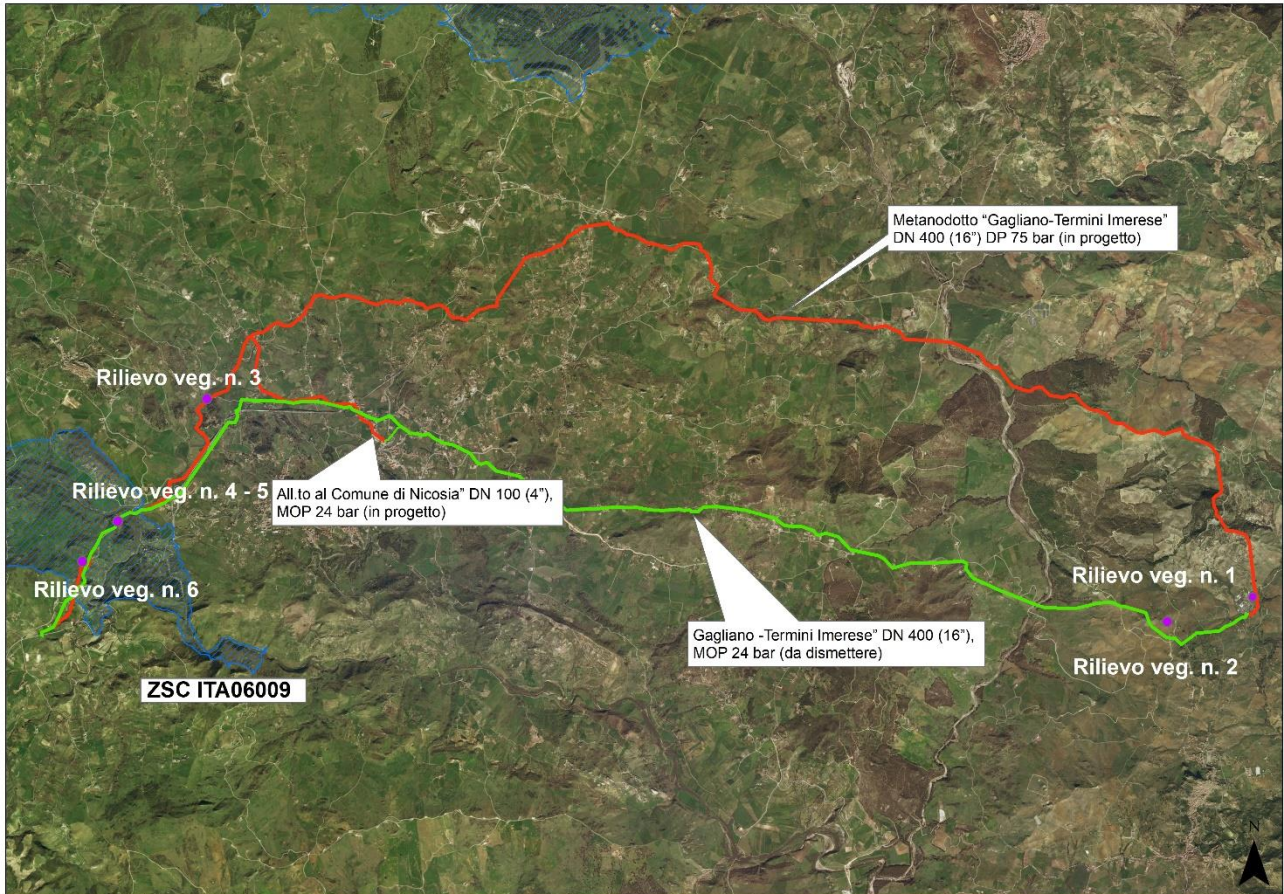 Metanodotto “Gagliano-Termini Imerese”
DN 400 (16”) DP 75 bar (in progetto)
Rilievo veg. n. 3
Rilievo veg. n. 4 - 5
All.to al Comune di Nicosia” DN 100 (4”),
MOP 24 bar (in progetto)
Rilievo veg. n. 6
Rilievo veg. n. 1
Gagliano -Termini Imerese” DN 400 (16”),
MOP 24 bar (da dismettere)
Rilievo veg. n. 2
ZSC ITA06009
N